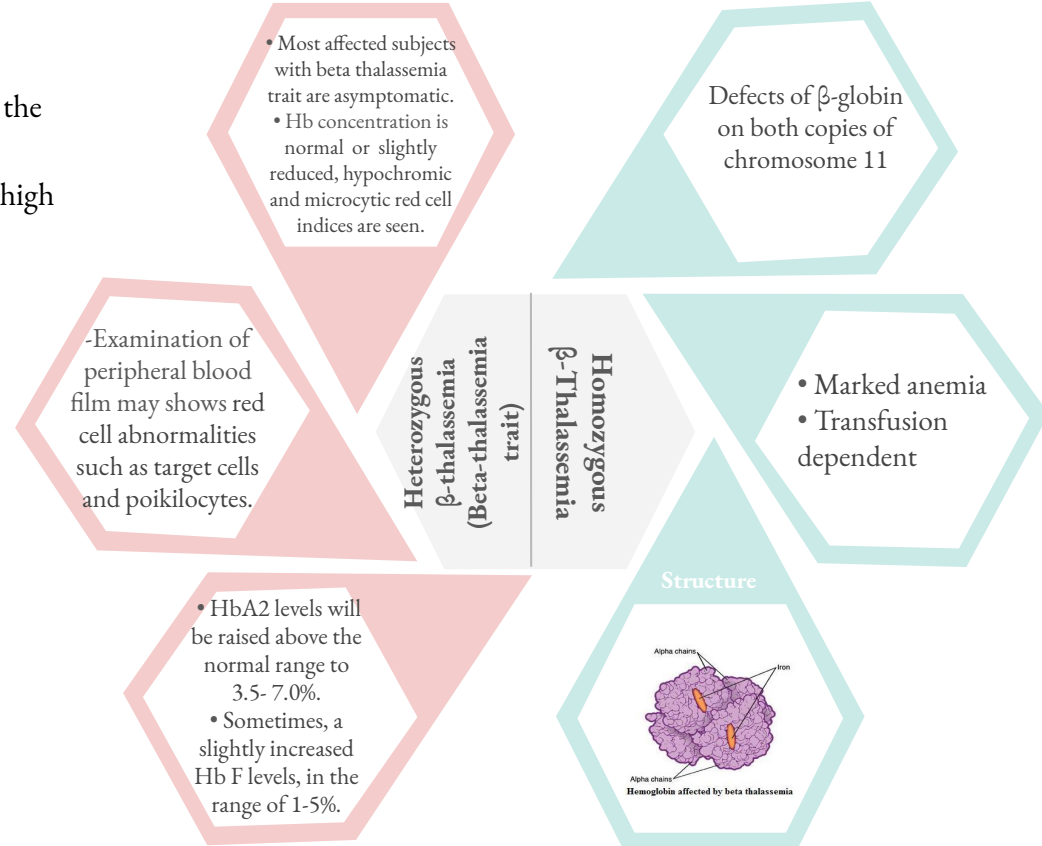 the
high
• Most affected subjects
with beta thalassemia
trait are asymptomatic.
• Hb concentration is
normal or slightly
reduced, hypochromic
and microcytic red cell
indices are seen.
-Examination of
peripheral blood
film may shows red
cell abnormalities
such as target cells
and poikilocytes.
• HbA2 levels will
be raised above the
normal range to
3.5- 7.0%.
• Sometimes, a
slightly increased
Hb F levels, in the
range of 1-5%.
Heterozygous
β-thalassemia
(Beta-thalassemia
trait)
Homozygous
β-Thalassemia
Defects of β-globin
on both copies of
chromosome 11
• Marked anemia
• Transfusion
dependent
Structure
Alpha chains
Iron
Alpha chains
Hemoglobin affected by beta thalassemia